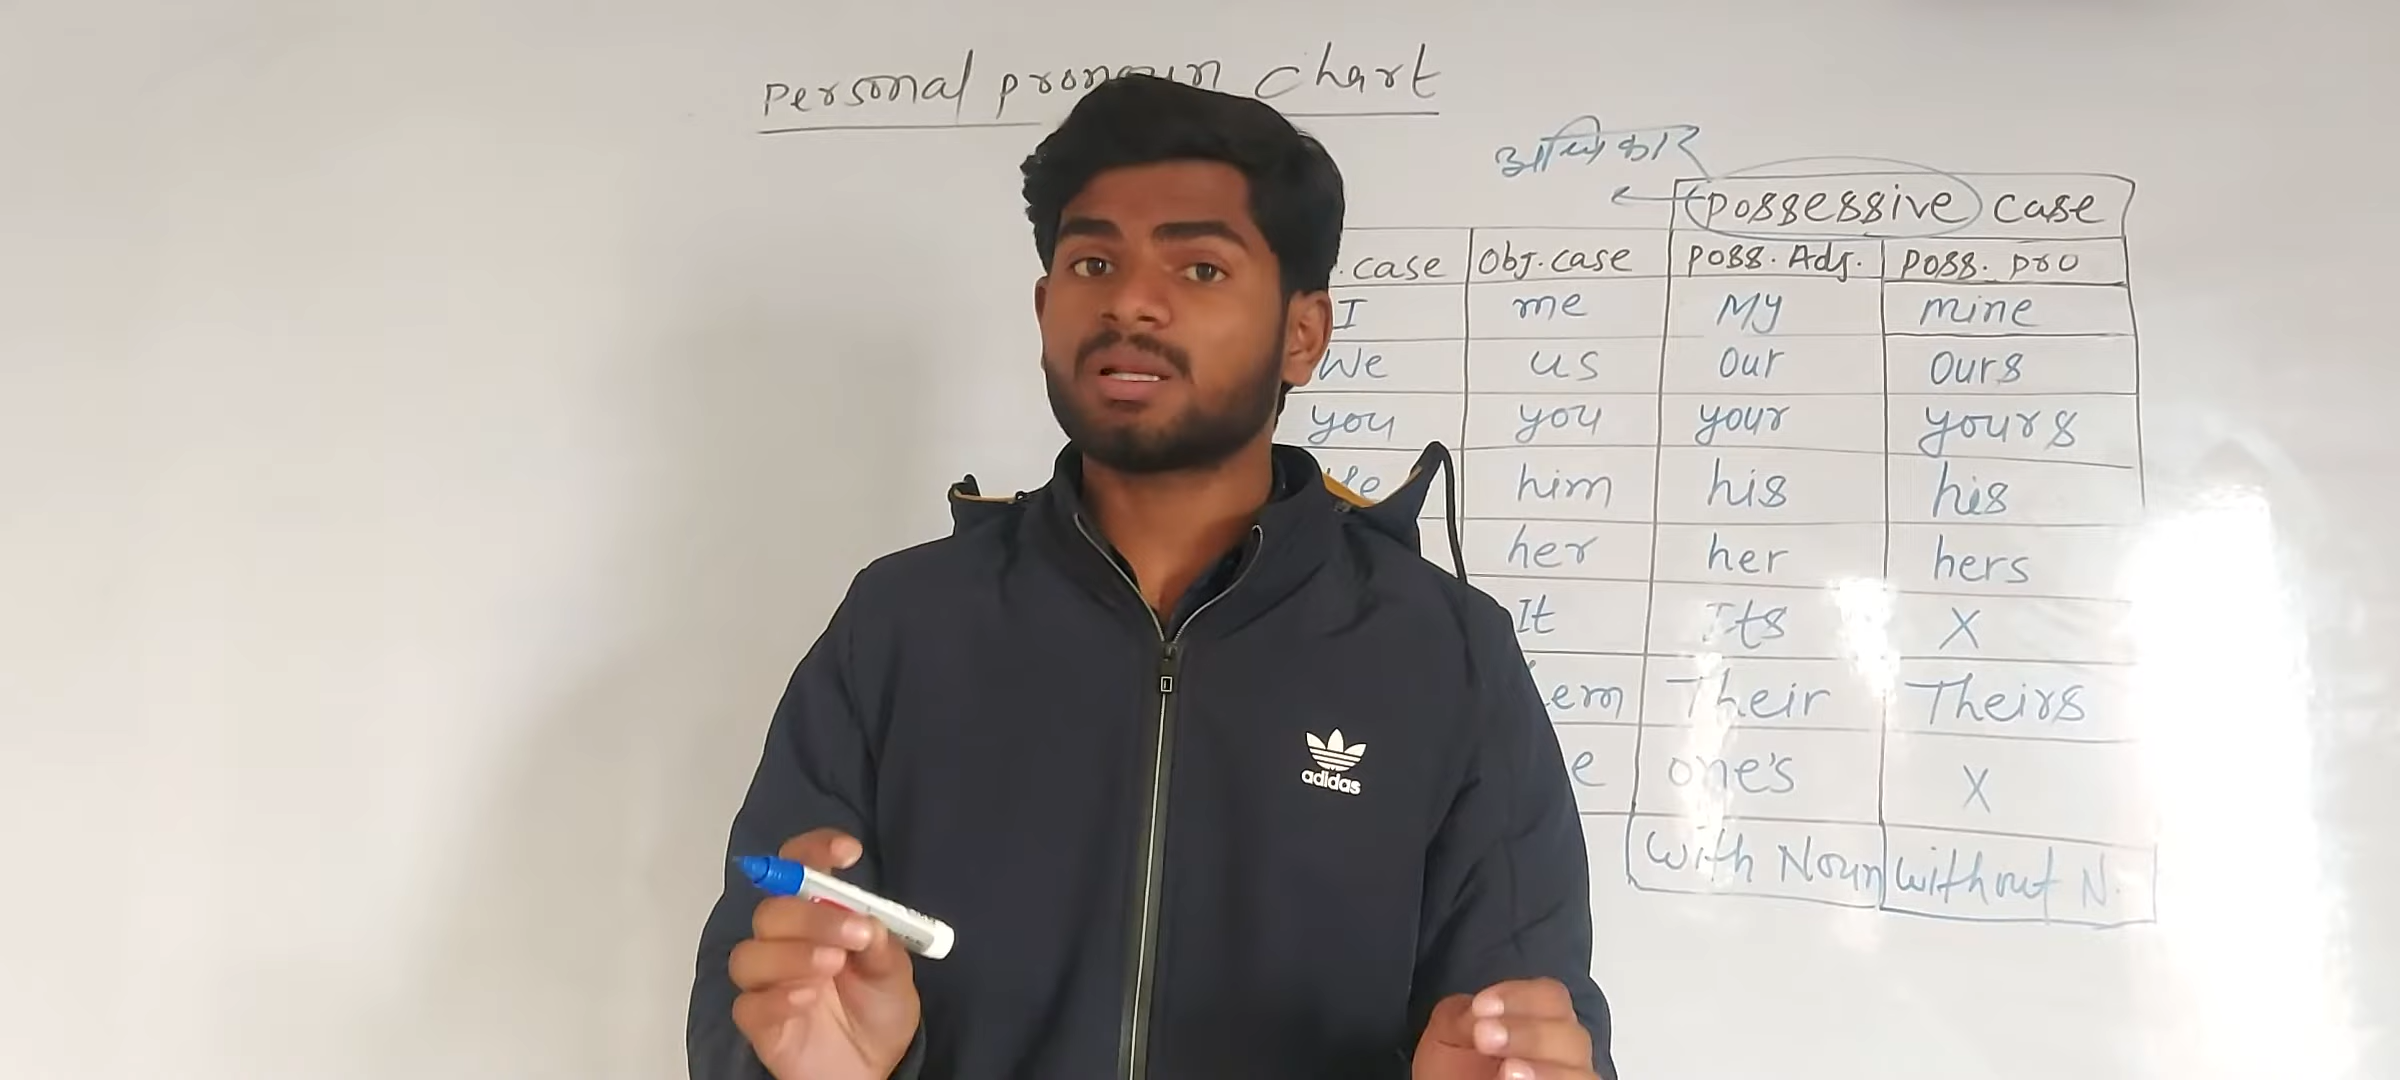 Personal pronoun chart
अधिकार
Possessive case
.case Obj.case Poss. Adj. Poss. pro
I me My mine
We us our ours
you you your yours
him his his
her her hers
It Its X
em Their Theirs
e one's X
With Noun without N.
adidas